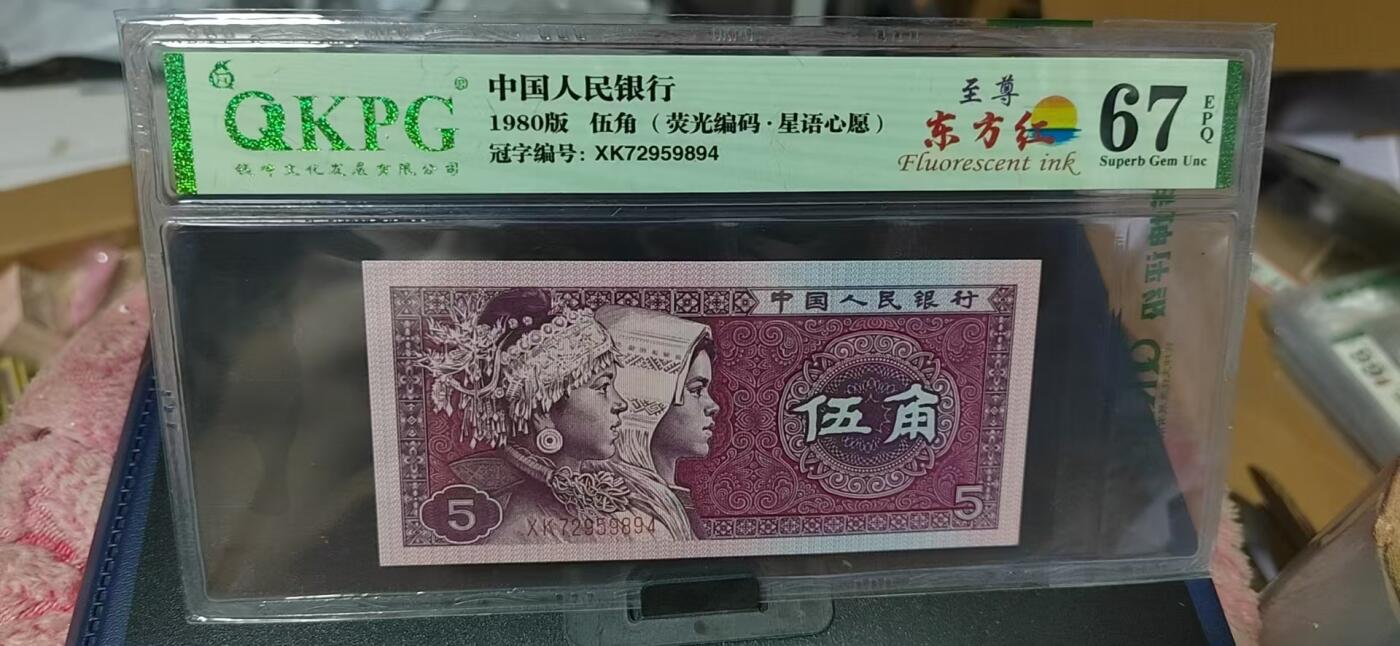 QKPG®
中国人民银行
1980版 伍角（荧光编码·星语心愿）
冠字编号: XK72959894
至尊
东方红
Fluorescent ink
67
EPQ
Superb Gem Unc
中国人民银行
伍角
5
5
XK72959894